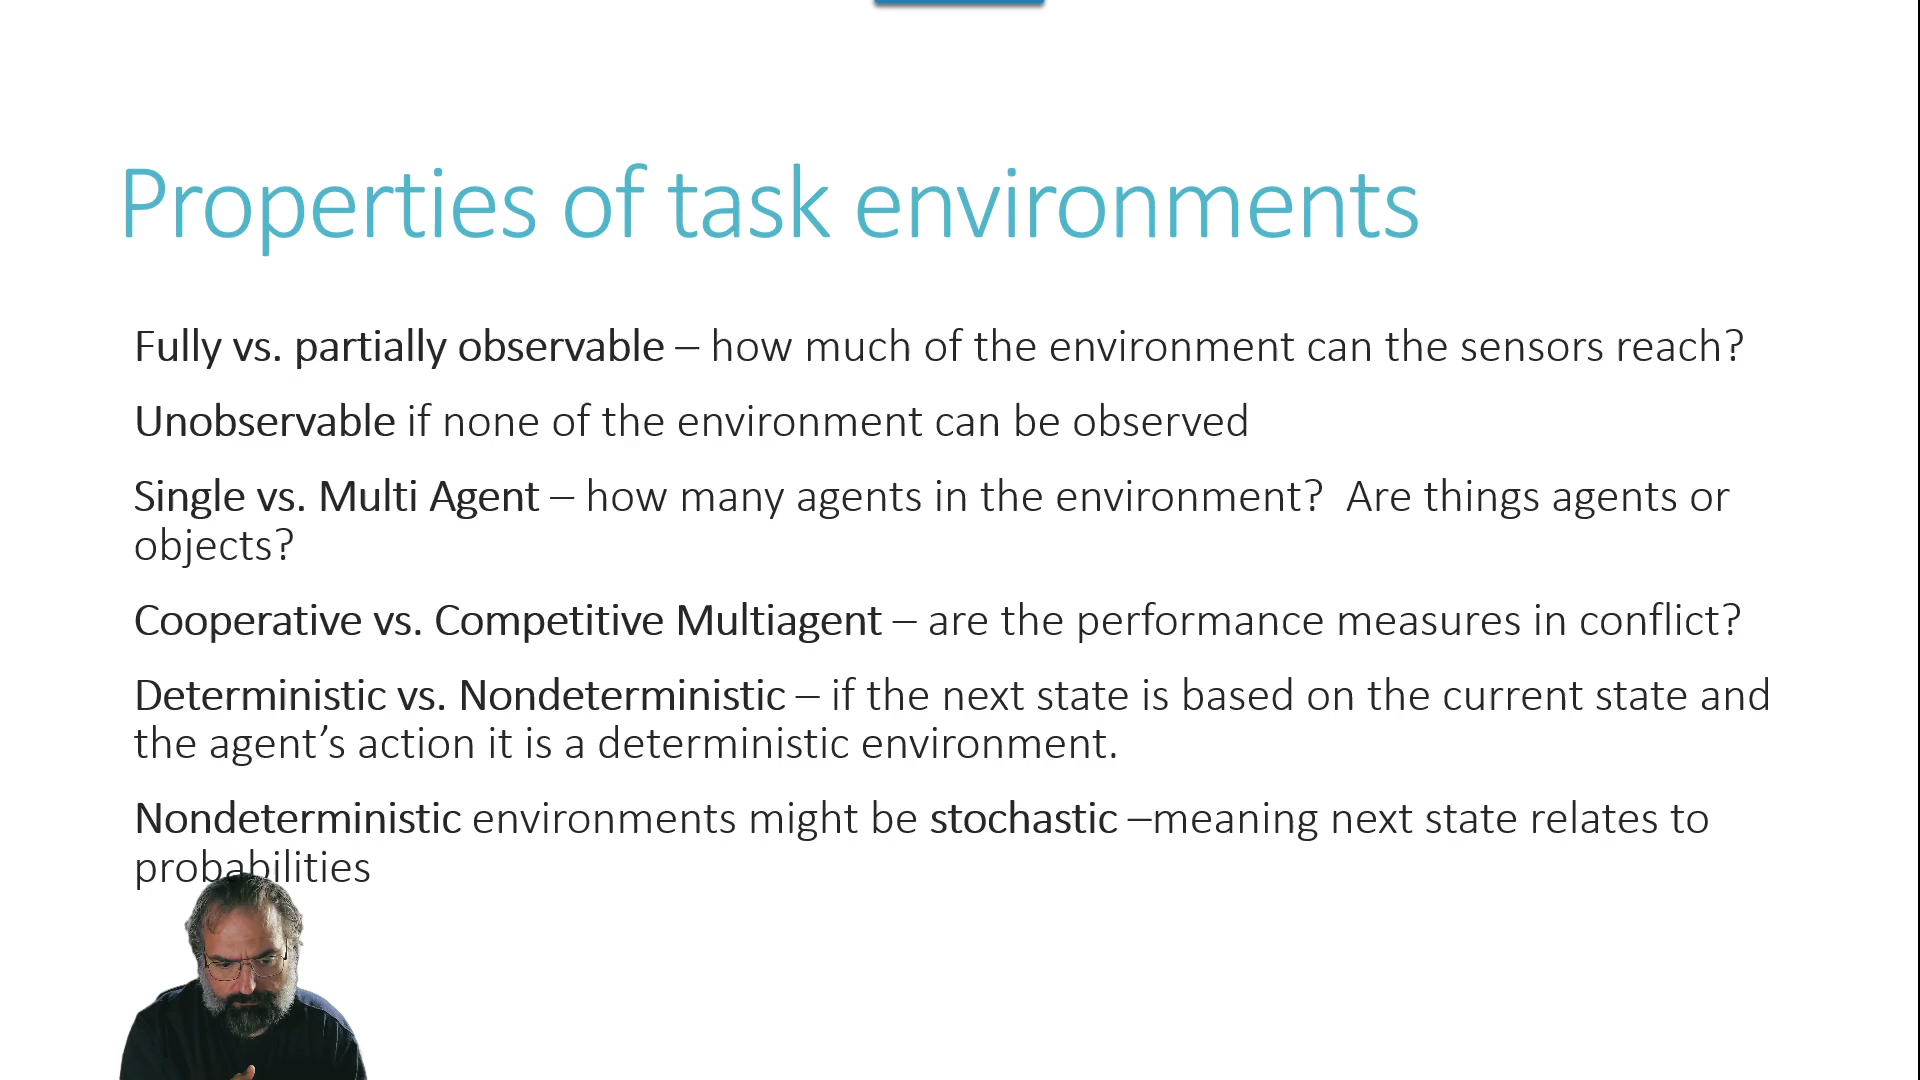 Properties of task environments
Fully vs. partially observable – how much of the environment can the sensors reach?
Unobservable if none of the environment can be observed
Single vs. Multi Agent – how many agents in the environment?  Are things agents or
objects?
Cooperative vs. Competitive Multiagent – are the performance measures in conflict?
Deterministic vs. Nondeterministic – if the next state is based on the current state and
the agent’s action it is a deterministic environment.
Nondeterministic environments might be stochastic –meaning next state relates to
probabilities